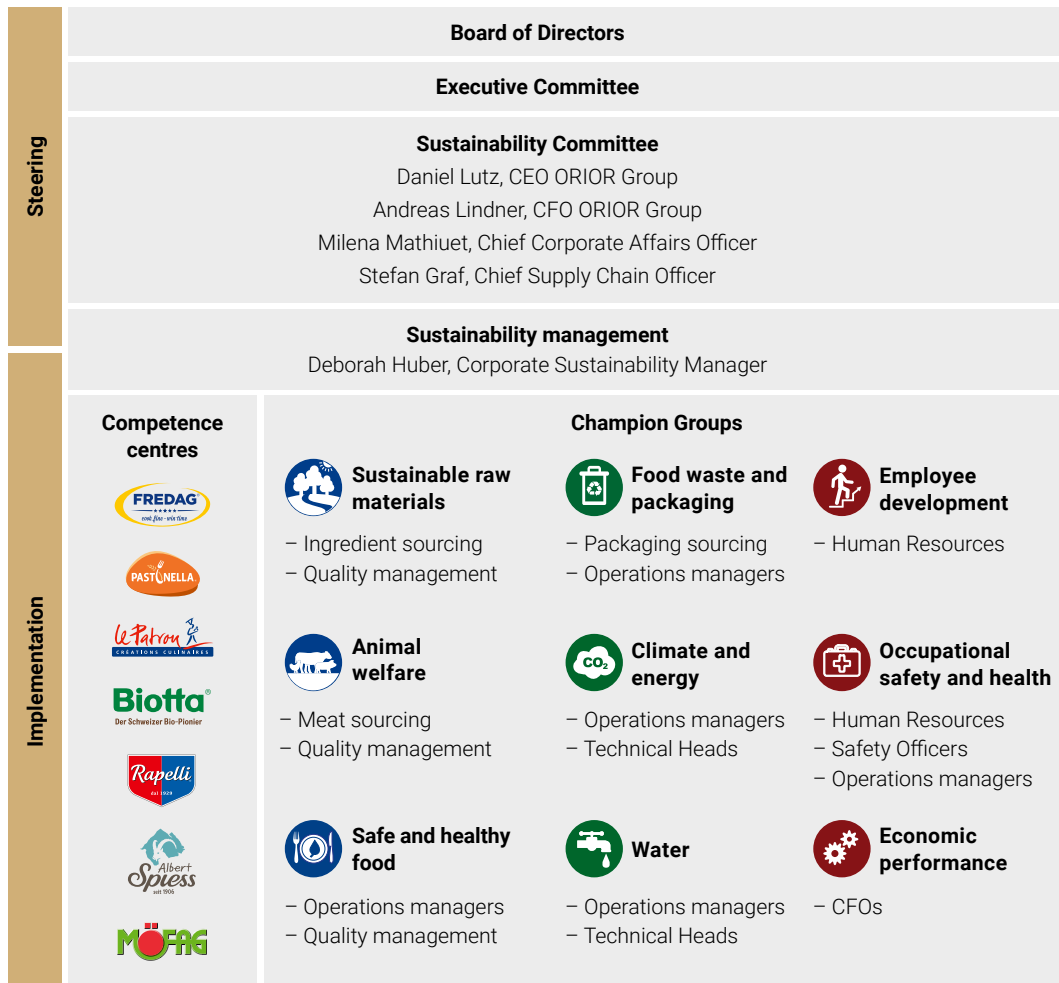 Steering
Board of Directors
Executive Committee
Sustainability Committee
Daniel Lutz, CEO ORIOR Group
Andreas Lindner, CFO ORIOR Group
Milena Mathiuet, Chief Corporate Affairs Officer
Stefan Graf, Chief Supply Chain Officer
Sustainability management
Deborah Huber, Corporate Sustainability Manager
Implementation
Competence
centres
FREDAG®
cook fine - win time
PASTINELLA
le Patron
CRÉATIONS CULINAIRES
Biotta®
Der Schweizer Bio-Pionier
Rapelli
dal 1929
Albert
Spiess
seit 1906
MÖFAG
Champion Groups
Sustainable raw
materials
– Ingredient sourcing
– Quality management
Food waste and
packaging
– Packaging sourcing
– Operations managers
Employee
development
– Human Resources
Animal
welfare
– Meat sourcing
– Quality management
CO₂
Climate and
energy
– Operations managers
– Technical Heads
Occupational
safety and health
– Human Resources
– Safety Officers
– Operations managers
Safe and healthy
food
– Operations managers
– Quality management
Water
– Operations managers
– Technical Heads
Economic
performance
– CFOs